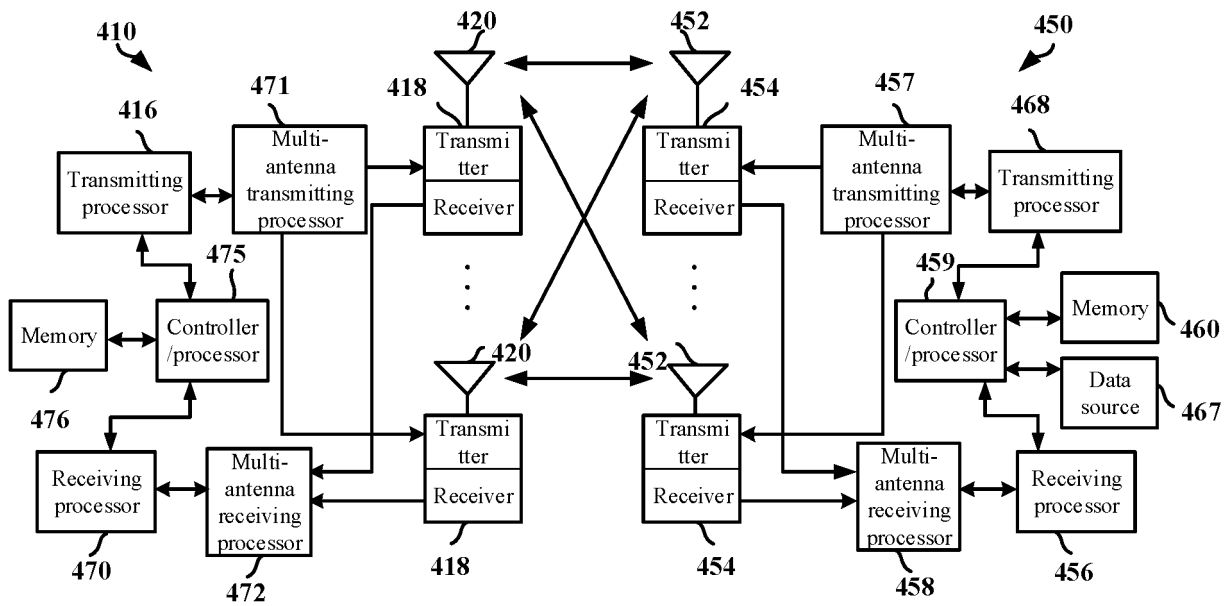 410
420
452
450
471
418
454
457
468
416
Multi-
antenna
transmitting
processor
Transmi
tter
Receiver
Transmi
tter
Receiver
Multi-
antenna
transmitting
processor
Transmitting
processor
Transmitting
processor
475
459
Memory
Controller
/processor
Controller
/processor
Memory
460
476
420
452
Data
source
467
Receiving
processor
Multi-
antenna
receiving
processor
Transmi
tter
Receiver
Transmi
tter
Receiver
Multi-
antenna
receiving
processor
Receiving
processor
470
472
418
454
458
456